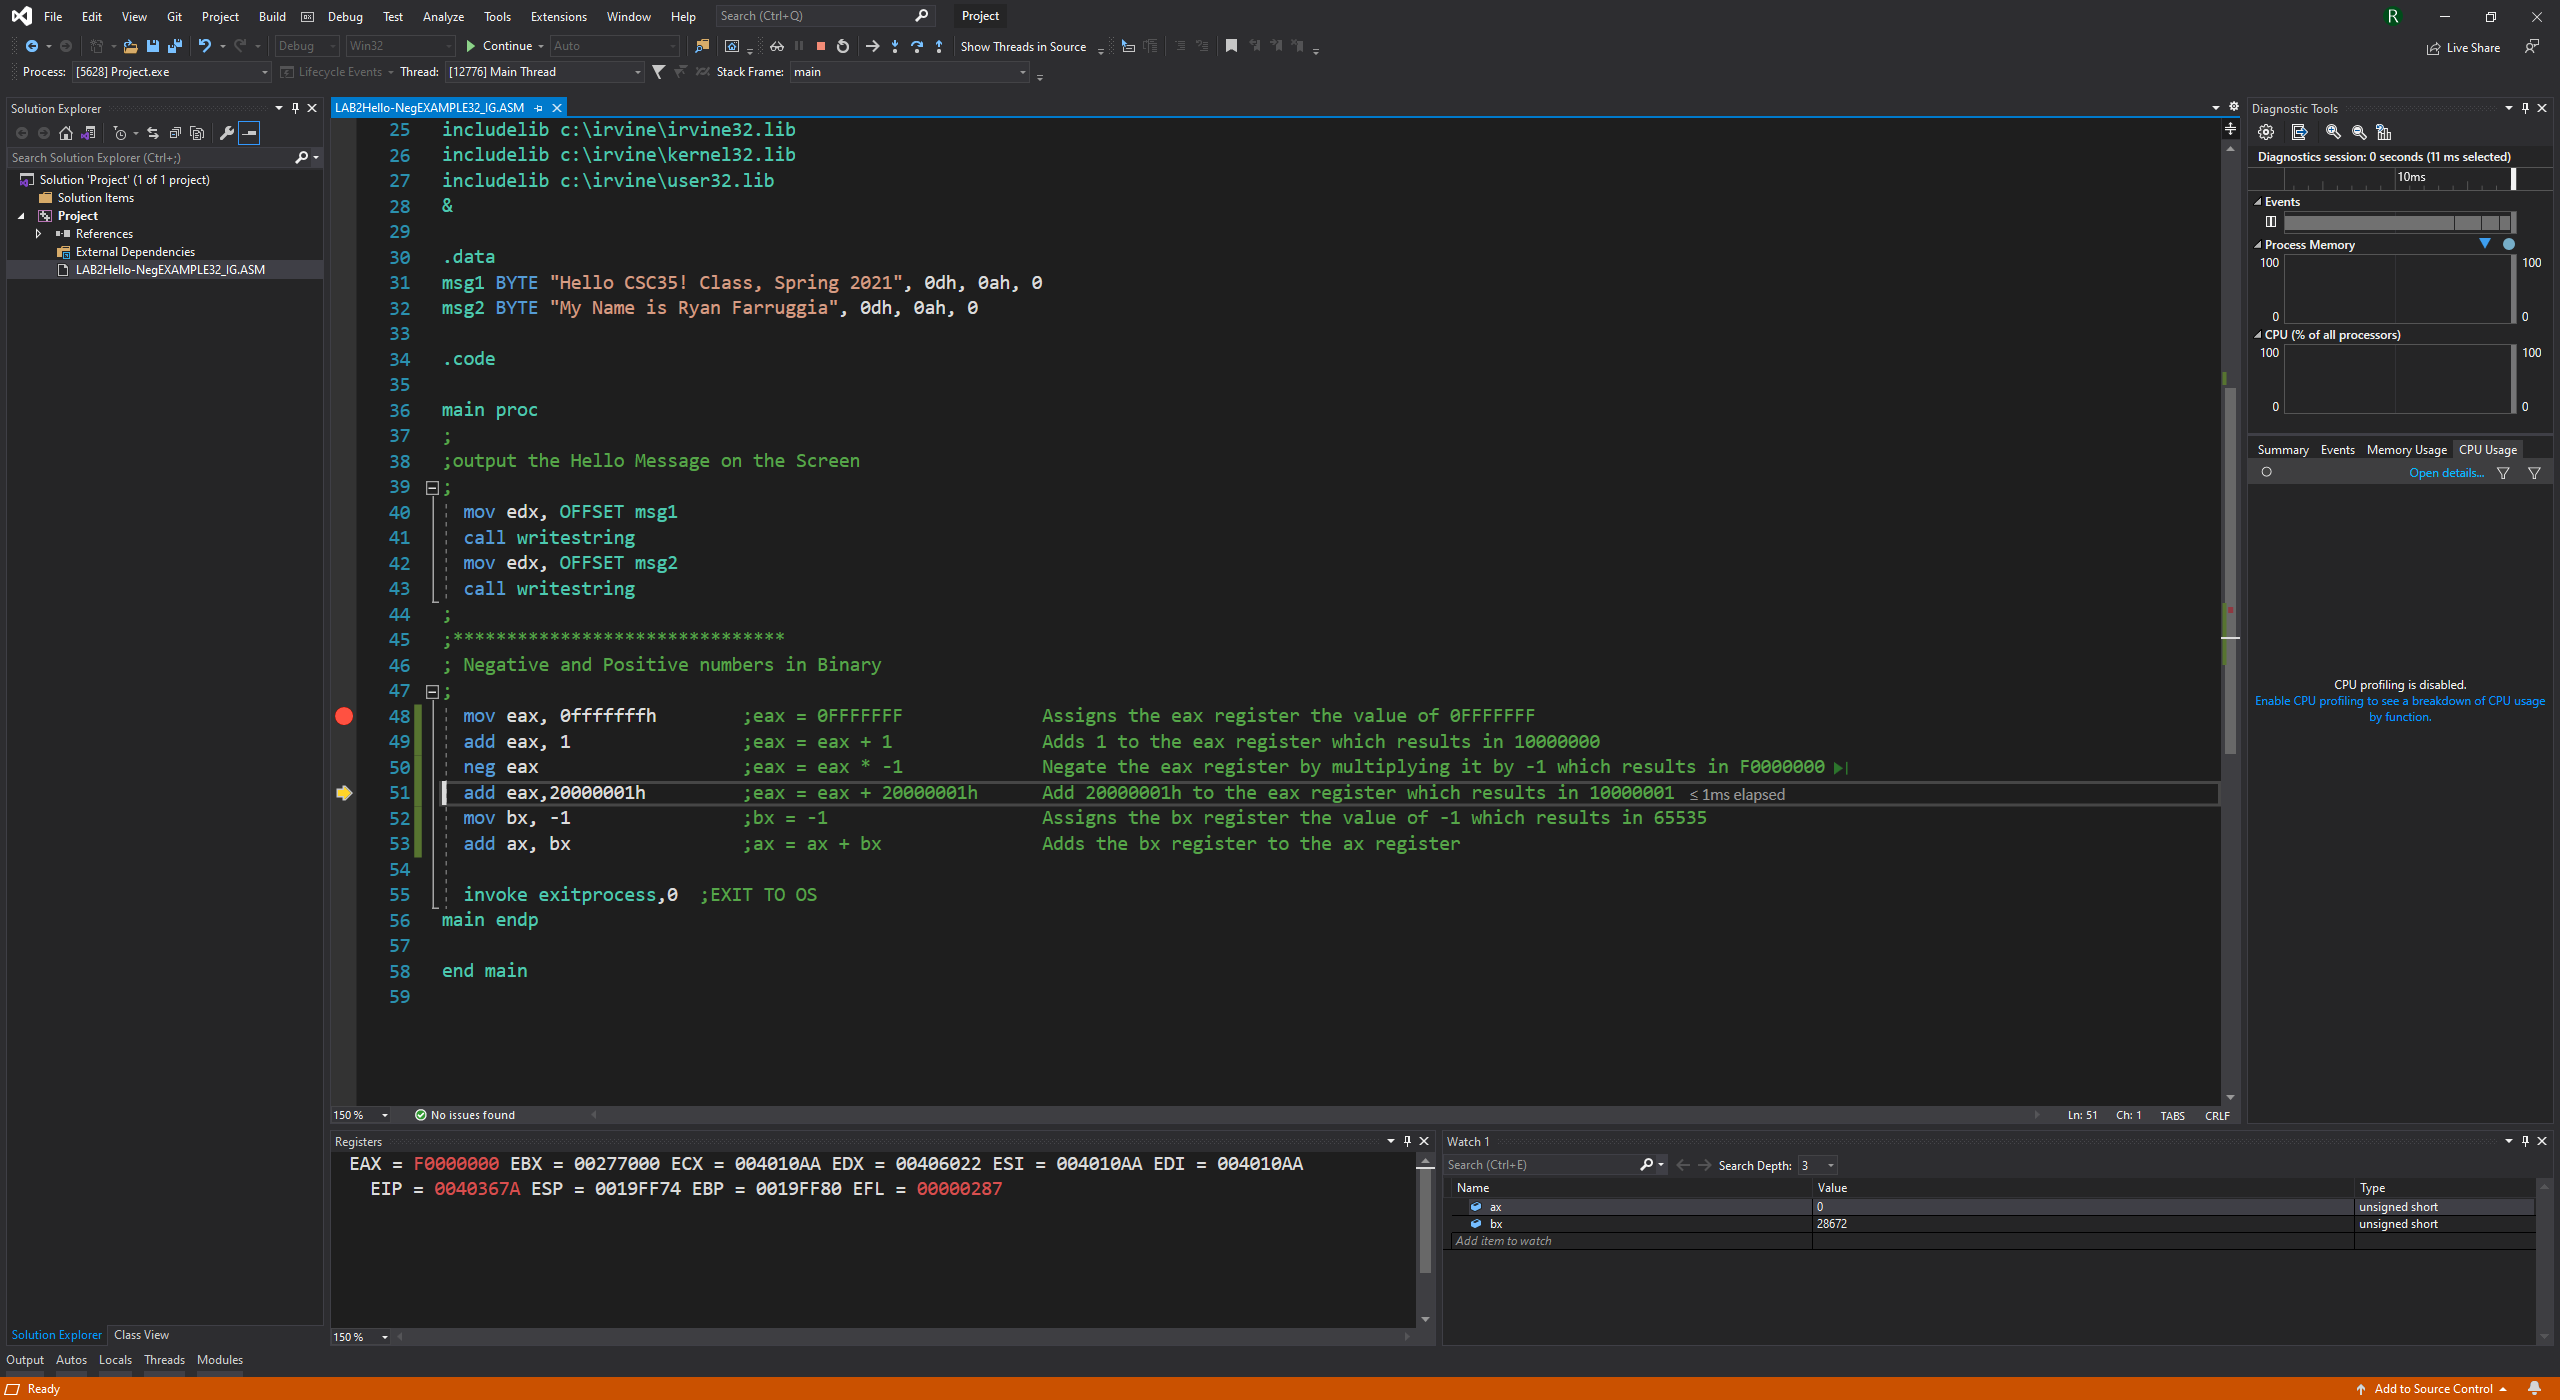 File Edit View Git Project Build Debug Test Analyze Tools Extensions Window Help Search (Ctrl+Q) Project R
Debug Win32 Continue Auto Show Threads in Source Live Share
Process: [5628] Project.exe Lifecycle Events Thread: [12776] Main Thread Stack Frame: main
Solution Explorer
Search Solution Explorer (Ctrl+;)
Solution 'Project' (1 of 1 project)
Solution Items
Project
References
External Dependencies
LAB2Hello-NegEXAMPLE32_IG.ASM
Solution Explorer Class View
LAB2Hello-NegEXAMPLE32_IG.ASM
25 includelib c:\irvine\irvine32.lib
26 includelib c:\irvine\kernel32.lib
27 includelib c:\irvine\user32.lib
28 &
29
30 .data
31 msg1 BYTE "Hello CSC35! Class, Spring 2021", 0dh, 0ah, 0
32 msg2 BYTE "My Name is Ryan Farruggia", 0dh, 0ah, 0
33
34 .code
35
36 main proc
37 ;
38 ;output the Hello Message on the Screen
39 ;
40 mov edx, OFFSET msg1
41 call writestring
42 mov edx, OFFSET msg2
43 call writestring
44 ;
45 ;*******************************
46 ; Negative and Positive numbers in Binary
47 ;
48 mov eax, 0fffffffh ;eax = 0FFFFFFF Assigns the eax register the value of 0FFFFFFF
49 add eax, 1 ;eax = eax + 1 Adds 1 to the eax register which results in 10000000
50 neg eax ;eax = eax * -1 Negate the eax register by multiplying it by -1 which results in F0000000
51 add eax,20000001h ;eax = eax + 20000001h Add 20000001h to the eax register which results in 10000001 ≤ 1ms elapsed
52 mov bx, -1 ;bx = -1 Assigns the bx register the value of -1 which results in 65535
53 add ax, bx ;ax = ax + bx Adds the bx register to the ax register
54
55 invoke exitprocess,0 ;EXIT TO OS
56 main endp
57
58 end main
59
150 % No issues found Ln: 51 Ch: 1 TABS CRLF
Diagnostic Tools
Diagnostics session: 0 seconds (11 ms selected)
10ms
Events
Process Memory
100 100
0 0
CPU (% of all processors)
100 100
0 0
Summary Events Memory Usage CPU Usage
Open details...
CPU profiling is disabled.
Enable CPU profiling to see a breakdown of CPU usage
by function.
Registers
EAX = F0000000 EBX = 00277000 ECX = 004010AA EDX = 00406022 ESI = 004010AA EDI = 004010AA
EIP = 0040367A ESP = 0019FF74 EBP = 0019FF80 EFL = 00000287
150 %
Watch 1
Search (Ctrl+E) Search Depth: 3
Name Value Type
ax 0 unsigned short
bx 28672 unsigned short
Add item to watch
Output Autos Locals Threads Modules
Ready Add to Source Control